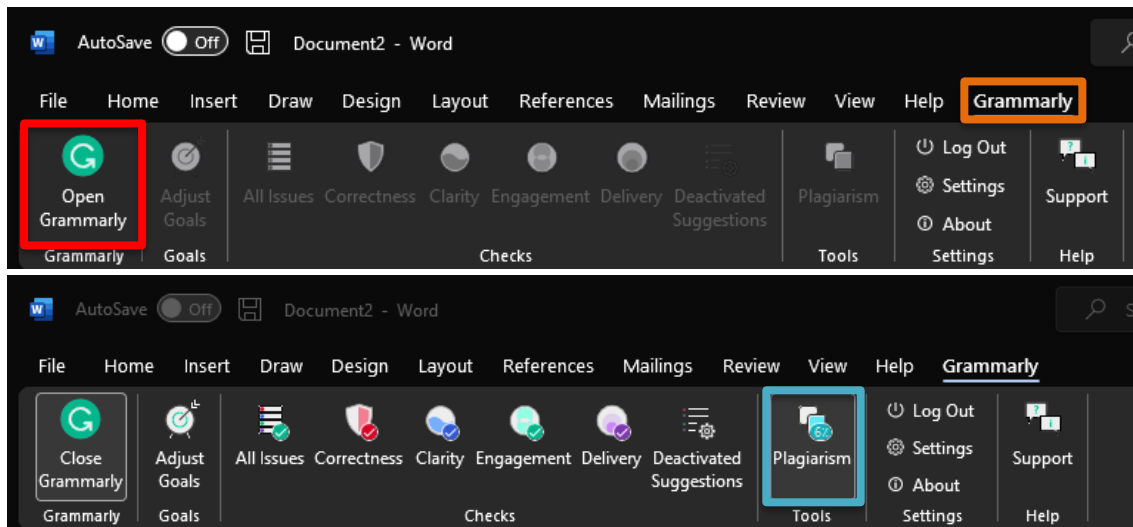 W AutoSave Off Document2 - Word
File Home Insert Draw Design Layout References Mailings Review View Help Grammarly
Open Grammarly
Adjust Goals
All Issues Correctness Clarity Engagement Delivery Deactivated Suggestions
Plagiarism
Log Out
Settings
About
Support
Grammarly Goals Checks Tools Settings Help
W AutoSave Off Document2 - Word S
File Home Insert Draw Design Layout References Mailings Review View Help Grammarly
Close Grammarly
Adjust Goals
All Issues Correctness Clarity Engagement Delivery Deactivated Suggestions
6%
Plagiarism
Log Out
Settings
About
Support
Grammarly Goals Checks Tools Settings Help